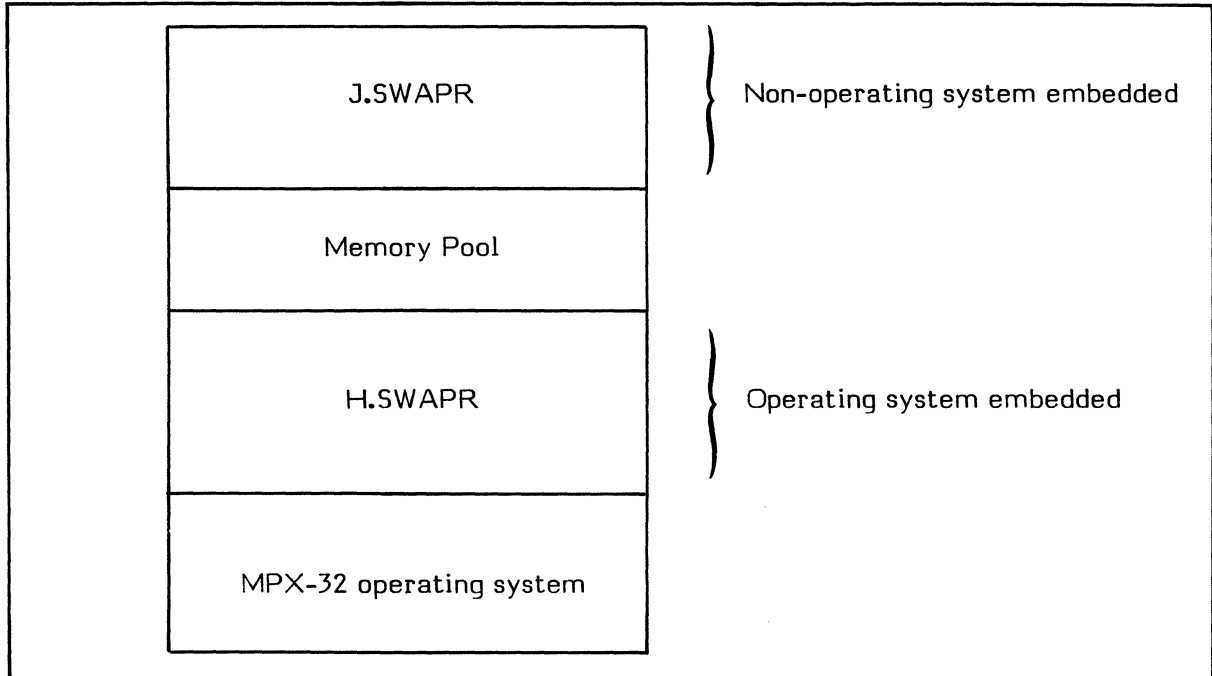 J.SWAPR
Non-operating system embedded
Memory Pool
H.SWAPR
Operating system embedded
MPX-32 operating system